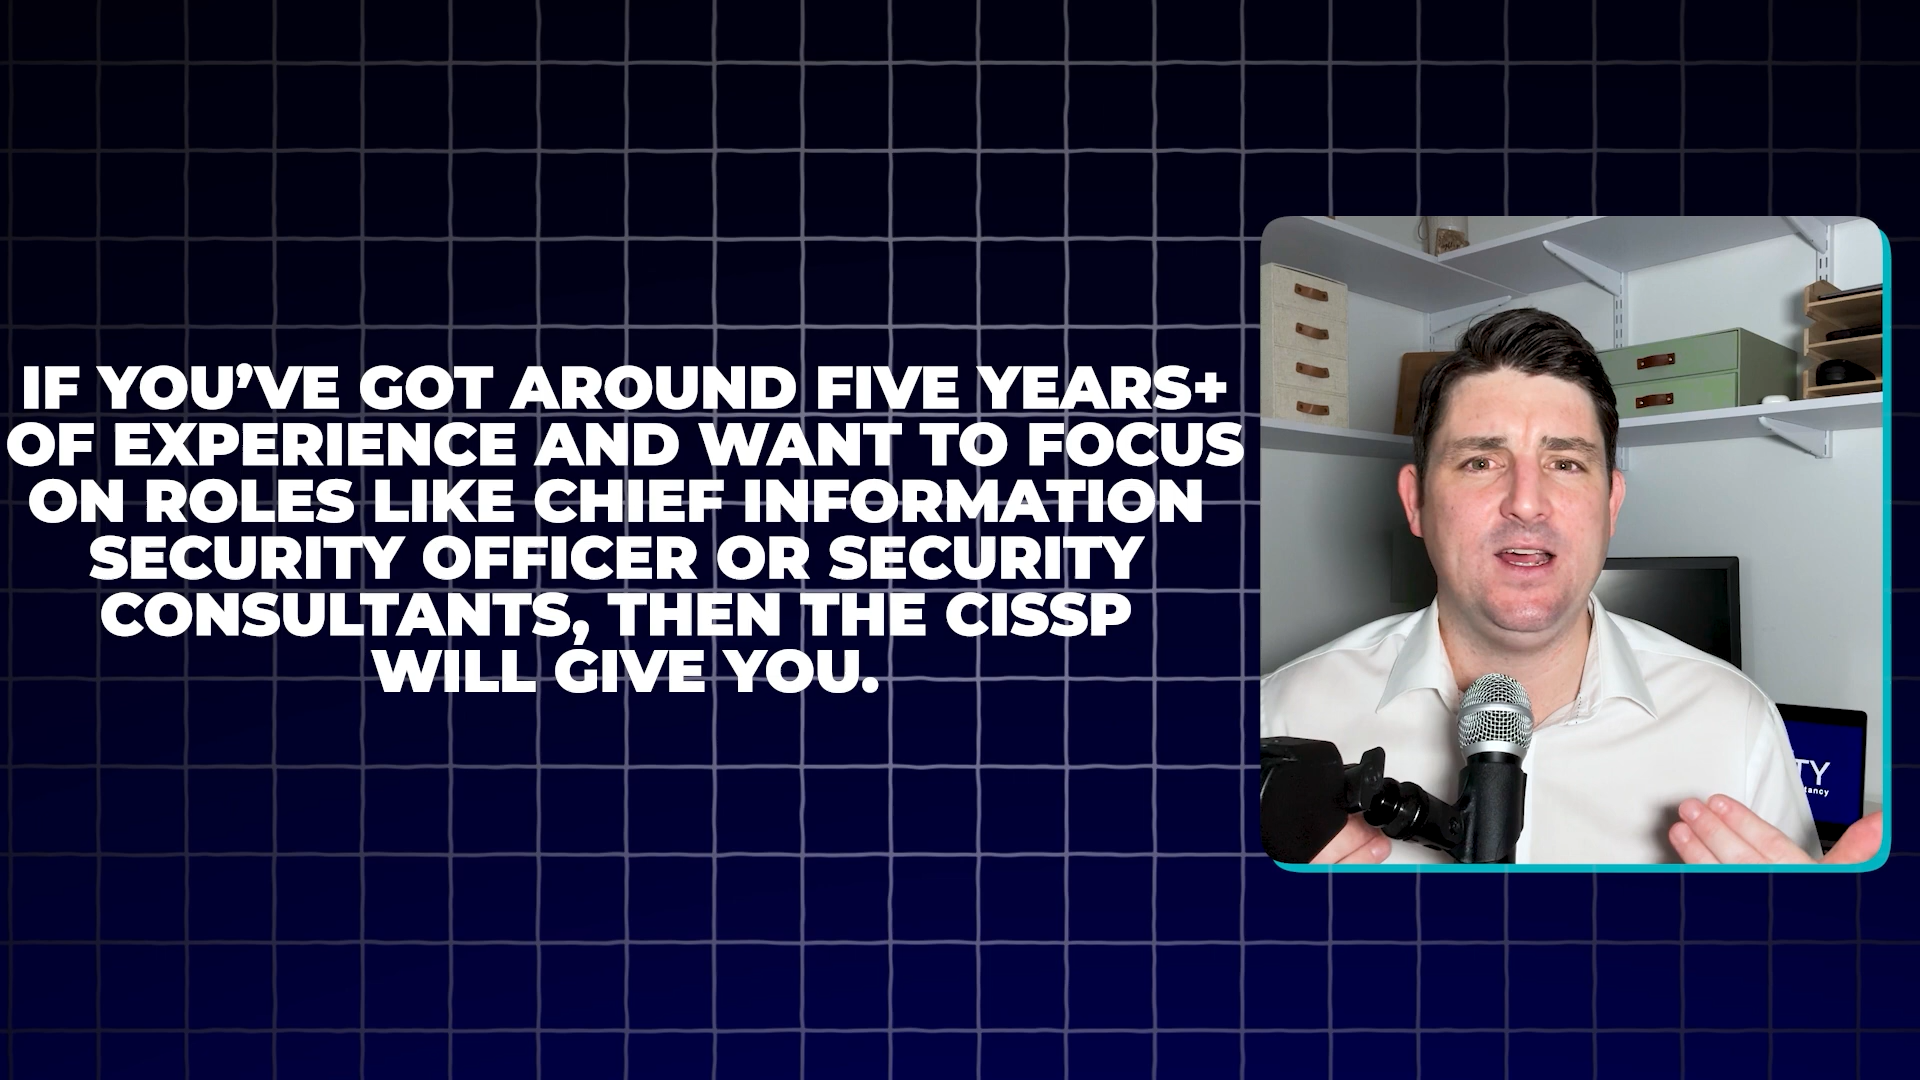 IF YOU’VE GOT AROUND FIVE YEARS+
OF EXPERIENCE AND WANT TO FOCUS
ON ROLES LIKE CHIEF INFORMATION
SECURITY OFFICER OR SECURITY
CONSULTANTS, THEN THE CISSP
WILL GIVE YOU.